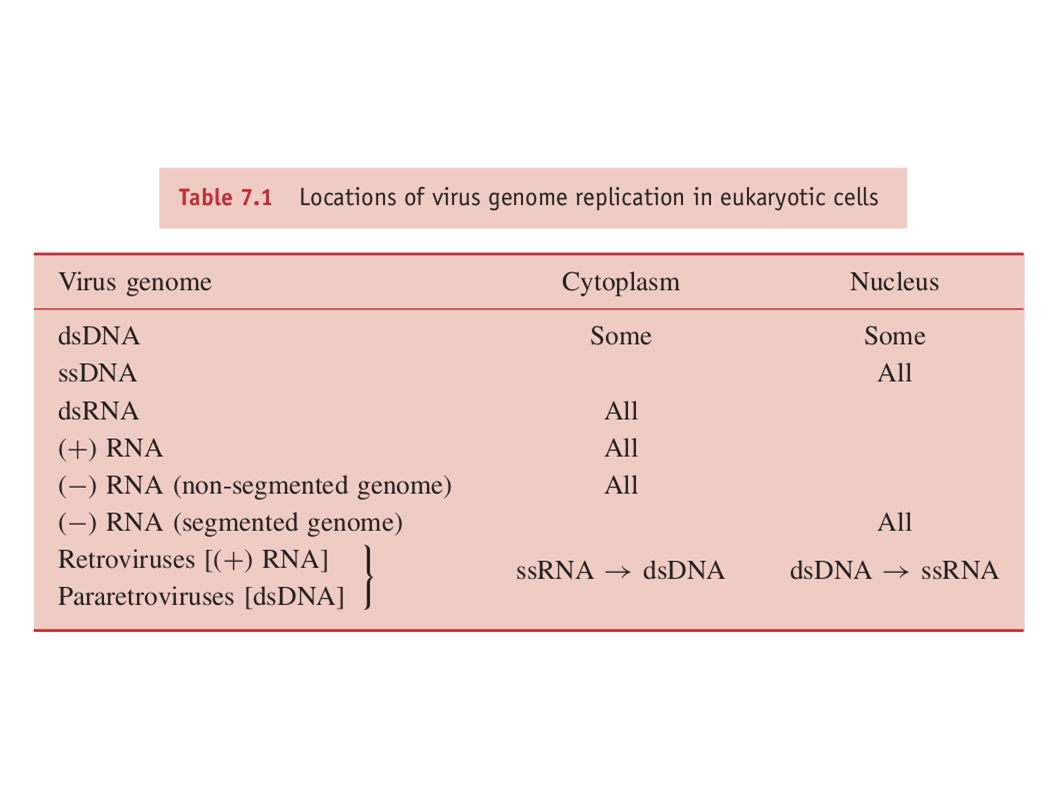 Table 7.1 Locations of virus genome replication in eukaryotic cells
Virus genome Cytoplasm Nucleus
dsDNA Some Some
ssDNA All
dsRNA All
(+) RNA All
(−) RNA (non-segmented genome) All
(−) RNA (segmented genome) All
Retroviruses [(+) RNA]
Pararetroviruses [dsDNA] } ssRNA → dsDNA dsDNA → ssRNA